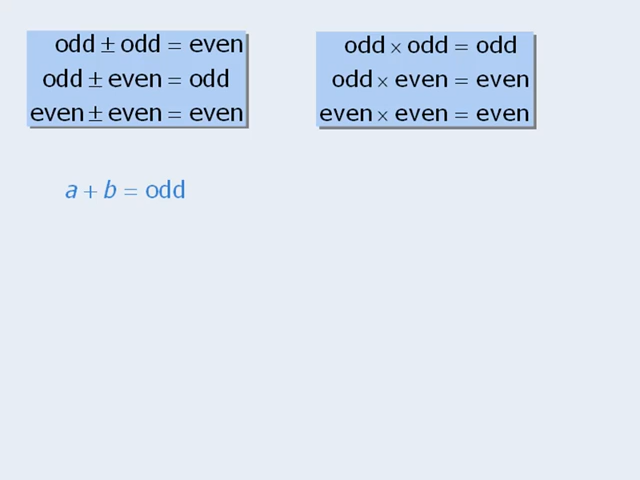 odd ± odd = even
odd ± even = odd
even ± even = even
odd × odd = odd
odd × even = even
even × even = even
a + b = odd